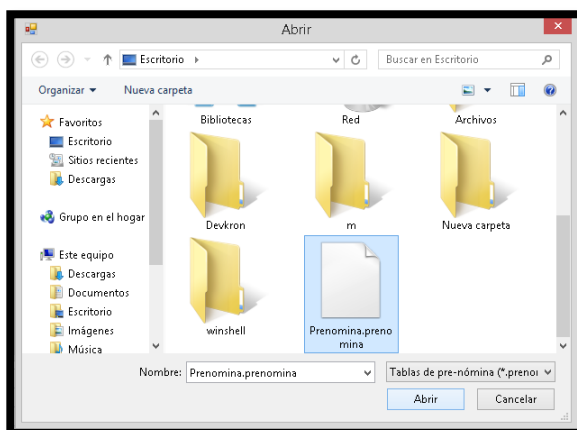 Abrir
Escritorio
Buscar en Escritorio
Organizar
Nueva carpeta
Favoritos
Escritorio
Sitios recientes
Descargas
Grupo en el hogar
Este equipo
Descargas
Documentos
Escritorio
Imágenes
Música
Bibliotecas
Red
Archivos
Devkron
m
Nueva carpeta
winshell
Prenomina.preno
mina
Nombre:
Prenomina.prenomina
Tablas de pre-nómina (*.preno
Abrir
Cancelar